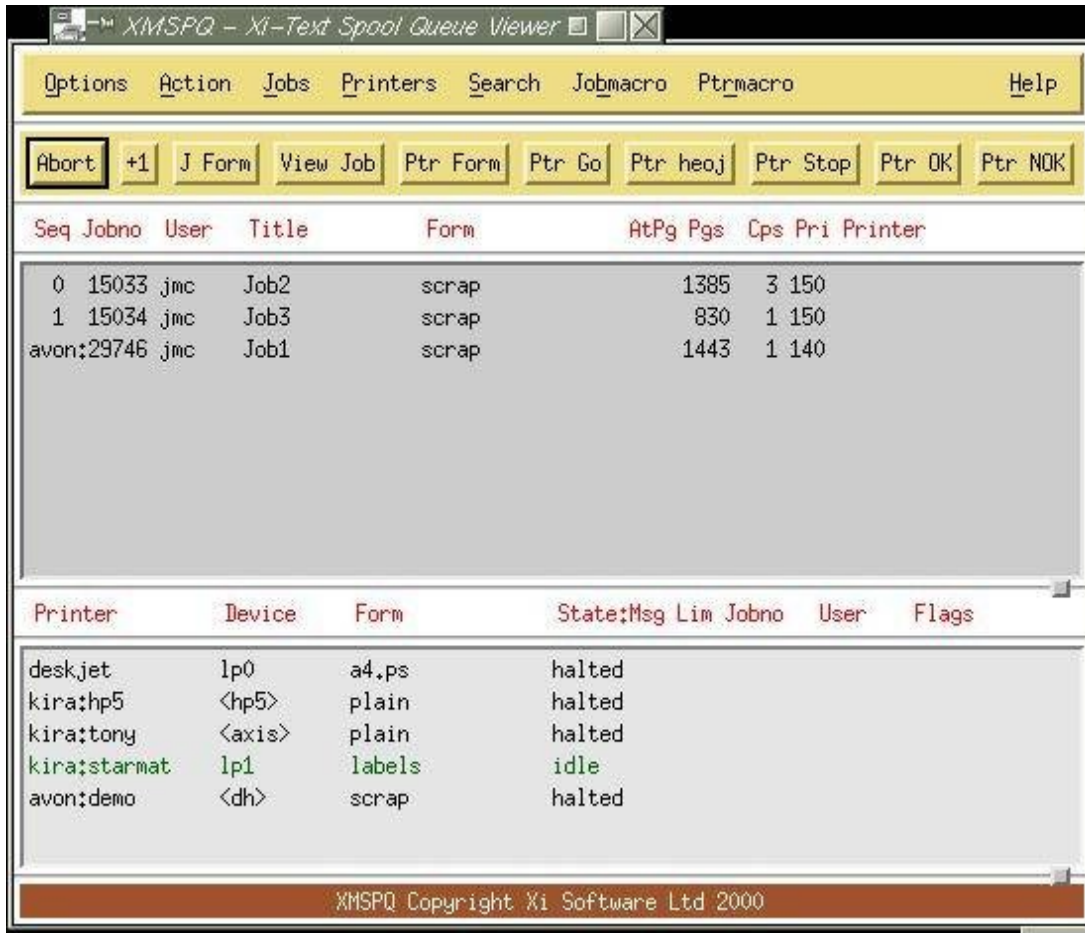 XMSPQ – Xi-Text Spool Queue Viewer
Options Action Jobs Printers Search Jobmacro Ptrmacro Help
Abort +1 J Form View Job Ptr Form Ptr Go Ptr heoj Ptr Stop Ptr OK Ptr NOK
Seq Jobno User Title Form AtPg Pgs Cps Pri Printer
0 15033 jmc Job2 scrap 1385 3 150
1 15034 jmc Job3 scrap 830 1 150
avon:29746 jmc Job1 scrap 1443 1 140
Printer Device Form State:Msg Lim Jobno User Flags
deskjet lp0 a4.ps halted
kira:hp5 <hp5> plain halted
kira:tony <axis> plain halted
kira:starmat lp1 labels idle
avon:demo <dh> scrap halted
XMSPQ Copyright Xi Software Ltd 2000